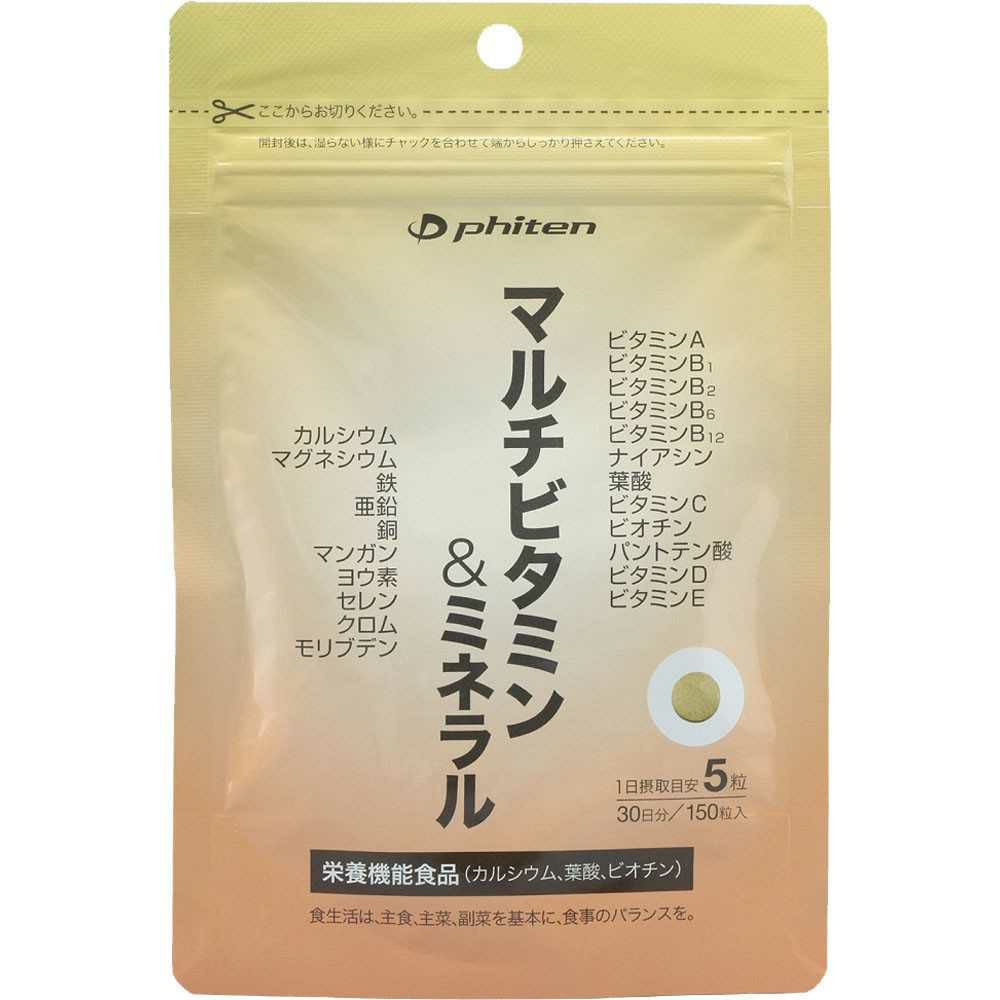 ここからお切りください。
開封後は、湿らない様にチャックを合わせて端からしっかり押さえてください。
phiten
マルチビタミン
&ミネラル
ビタミンA
ビタミンB1
ビタミンB2
ビタミンB6
ビタミンB12
ナイアシン
葉酸
ビタミンC
ビオチン
パントテン酸
ビタミンD
ビタミンE
カルシウム
マグネシウム
鉄
亜鉛
銅
マンガン
ヨウ素
セレン
クロム
モリブデン
1日摂取目安 5粒
30日分/150粒入
栄養機能食品(カルシウム、葉酸、ビオチン)
食生活は、主食、主菜、副菜を基本に、食事のバランスを。